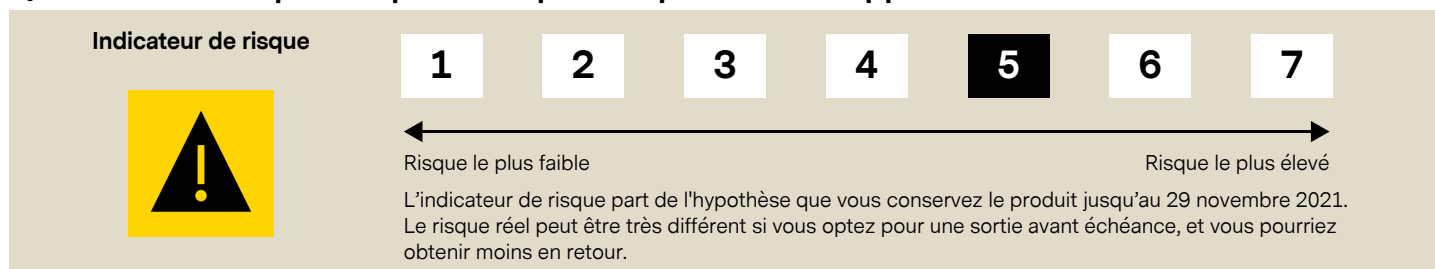 Indicateur de risque
1 2 3 4 5 6 7
Risque le plus faible Risque le plus élevé
L'indicateur de risque part de l'hypothèse que vous conservez le produit jusqu'au 29 novembre 2021.
Le risque réel peut être très différent si vous optez pour une sortie avant échéance, et vous pourriez
obtenir moins en retour.